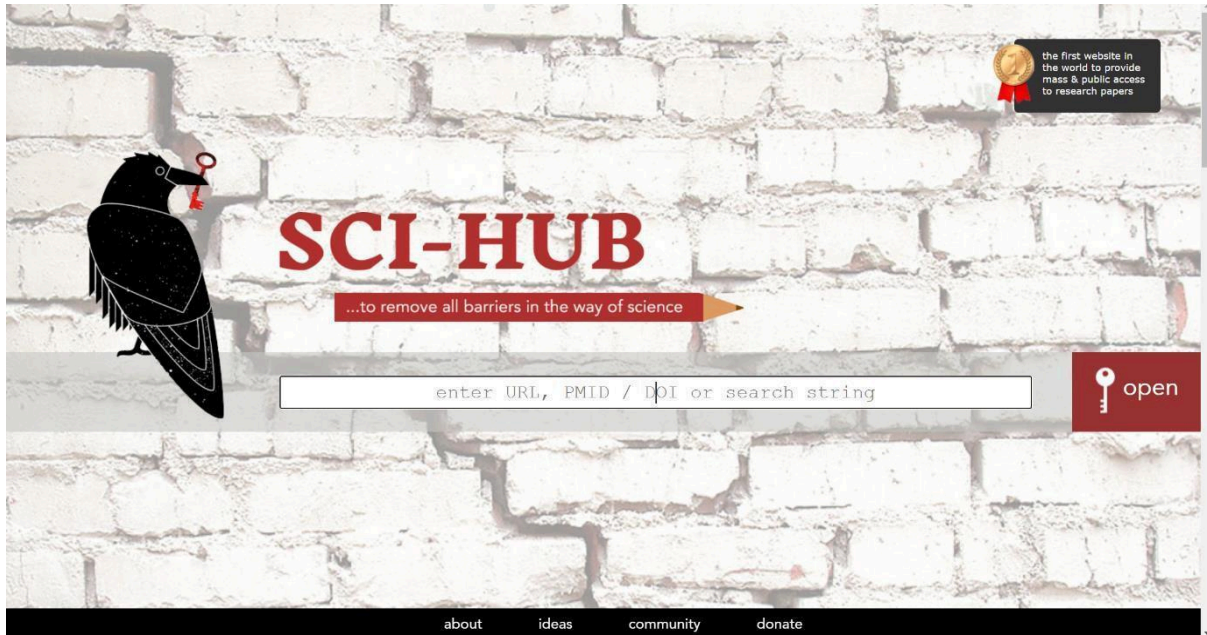 the first website in
the world to provide
mass & public access
to research papers
SCI-HUB
...to remove all barriers in the way of science
enter URL, PMID / DOI or search string
open
about ideas community donate